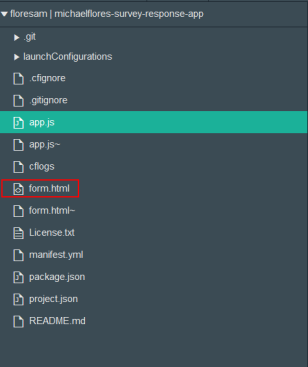 floresam | michaelflores-survey-response-app
.git
launchConfigurations
.cfignore
.gitignore
app.js
app.js~
cflogs
form.html
form.html~
License.txt
manifest.yml
package.json
project.json
README.md